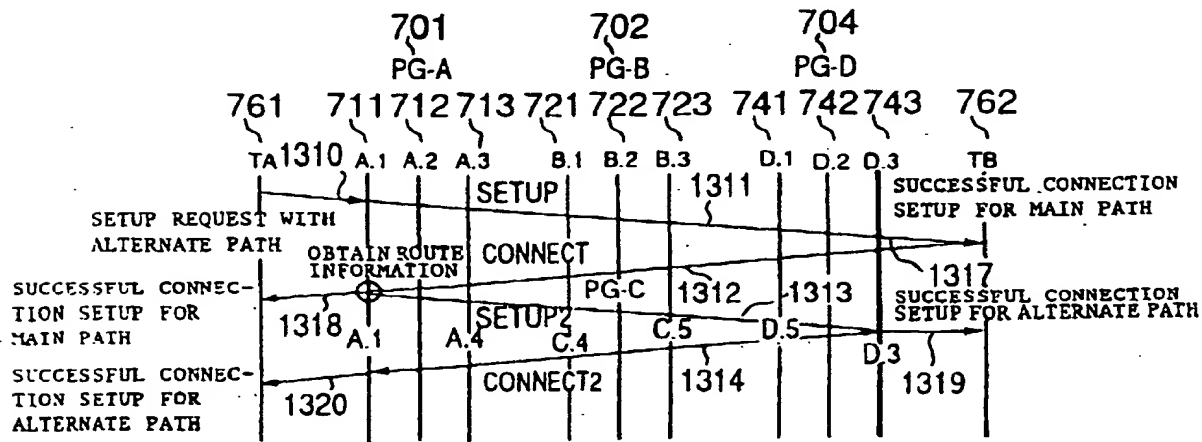 701 702 704
PG-A PG-B PG-D
761 711 712 713 721 722 723 741 742 743 762
TA 1310 A.1 A.2 A.3 B.1 B.2 B.3 D.1 D.2 D.3 TB
SETUP 1311
SETUP REQUEST WITH
ALTERNATE PATH
SUCCESSFUL CONNECTION
SETUP FOR MAIN PATH
OBTAIN ROUTE
INFORMATION
CONNECT
1317
SUCCESSFUL CONNEC-
TION SETUP FOR
MAIN PATH
1318
PG-C 1312 1313
SUCCESSFUL CONNECTION
SETUP FOR ALTERNATE PATH
SETUP2
A.1 A.4 C.4 C.5 D.5 D.3
1319
SUCCESSFUL CONNEC-
TION SETUP FOR
ALTERNATE PATH
1320
CONNECT2 1314